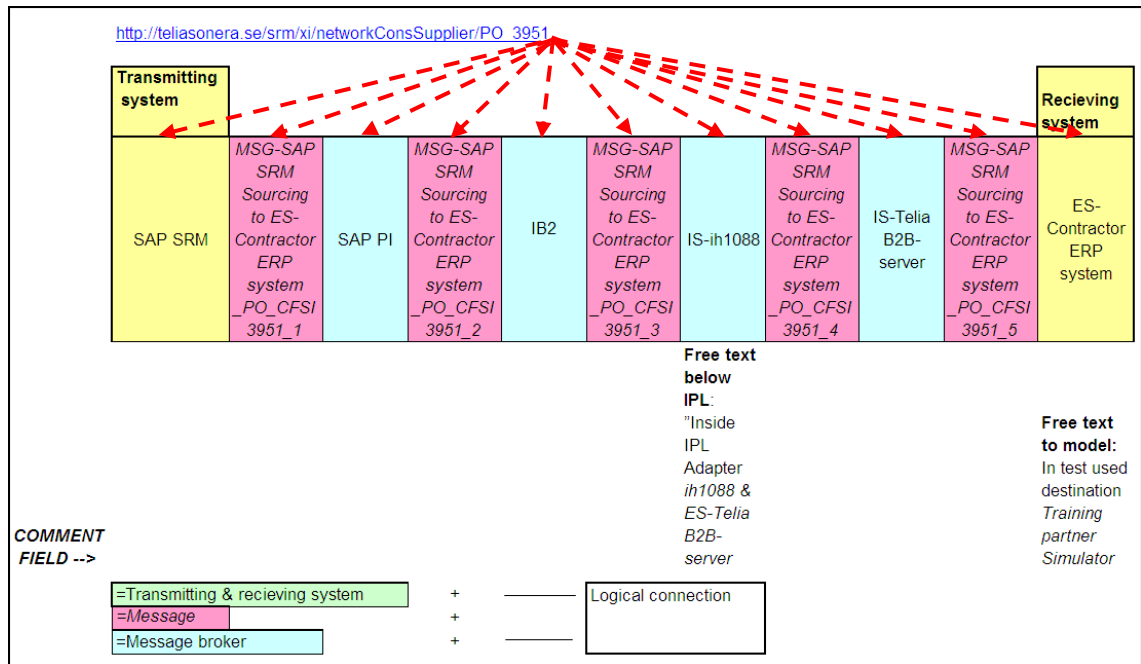 http://teliasonera.se/srm/xi/networkConsSupplier/PO_3951
Transmitting
system
Recieving
system
SAP SRM
MSG-SAP
SRM
Sourcing
to ES-
Contractor
ERP
system
_PO_CFSI
3951_1
SAP PI
MSG-SAP
SRM
Sourcing
to ES-
Contractor
ERP
system
_PO_CFSI
3951_2
IB2
MSG-SAP
SRM
Sourcing
to ES-
Contractor
ERP
system
_PO_CFSI
3951_3
IS-ih1088
MSG-SAP
SRM
Sourcing
to ES-
Contractor
ERP
system
_PO_CFSI
3951_4
IS-Telia
B2B-
server
MSG-SAP
SRM
Sourcing
to ES-
Contractor
ERP
system
_PO_CFSI
3951_5
ES-
Contractor
ERP
system
Free text
below
IPL:
"Inside
IPL
Adapter
ih1088 &
ES-Telia
B2B-
server
Free text
to model:
In test used
destination
Training
partner
Simulator
COMMENT
FIELD -->
=Transmitting & recieving system +
Logical connection
=Message +
=Message broker +